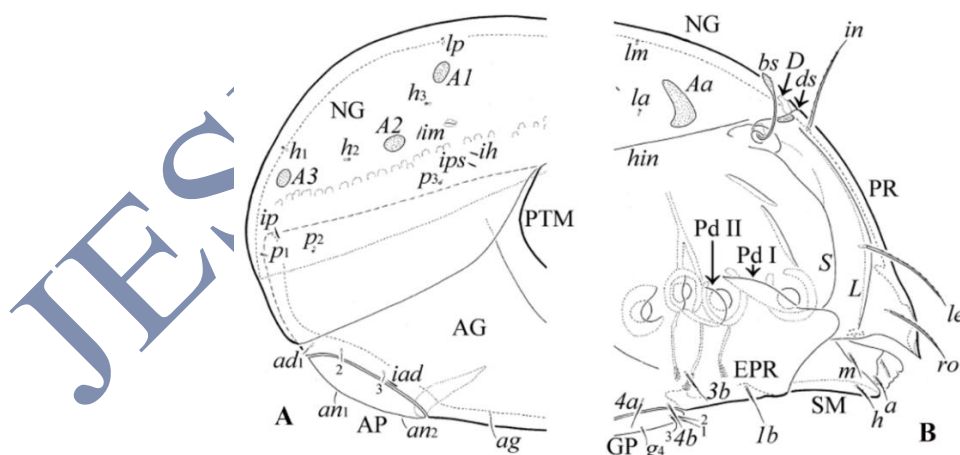 JES
lp
A1
h3
NG
A2
im
h1
h2
ips
ih
A3
p3
ip
p1
p2
PTM
AG
ad1
2
3
iad
an1
AP
an2
ag
A
NG
in
lm
bs
D
ds
Aa
la
hin
PR
Pd II
Pd I
S
L
le
ro
EPR
m
a
3b
SM
h
4a
2
1
4b
3
1b
GP
g4
B